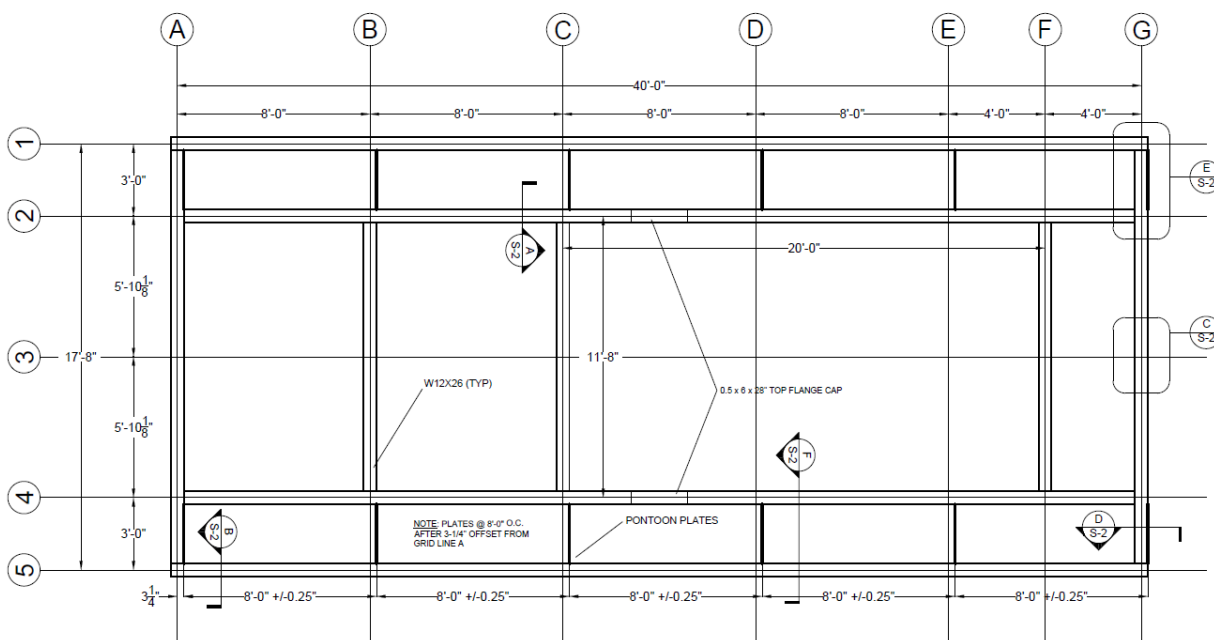 A B C D E F G
40'-0"
8'-0" 8'-0" 8'-0" 8'-0" 4'-0" 4'-0"
1
3'-0"
E
S-2
2
A
S-2
20'-0"
5'-10 1/8"
C
S-2
3
17'-8"
11'-8"
W12X26 (TYP)
0.5 x 6 x 28" TOP FLANGE CAP
5'-10 1/8"
F
S-2
4
3'-0"
B
S-2
NOTE: PLATES @ 8'-0" O.C.
AFTER 3-1/4" OFFSET FROM
GRID LINE A
PONTOON PLATES
D
S-2
5
3 1/4"
8'-0" +/-0.25" 8'-0" +/-0.25" 8'-0" +/-0.25" 8'-0" +/-0.25" 8'-0" +/-0.25"